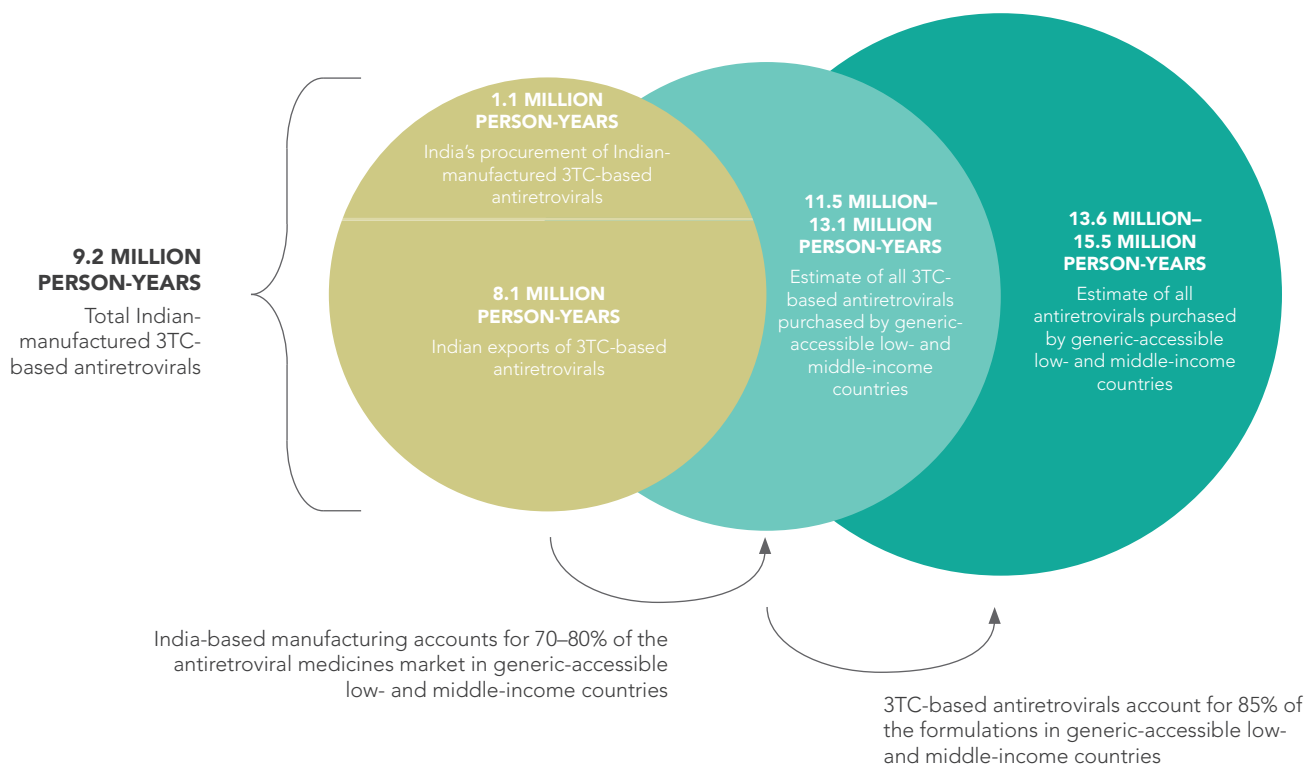 9.2 MILLION
PERSON-YEARS
Total Indian-
manufactured 3TC-
based antiretrovirals
1.1 MILLION
PERSON-YEARS
India's procurement of Indian-
manufactured 3TC-based
antiretrovirals
8.1 MILLION
PERSON-YEARS
Indian exports of 3TC-based
antiretrovirals
11.5 MILLION–
13.1 MILLION
PERSON-YEARS
Estimate of all 3TC-
based antiretrovirals
purchased by generic-
accessible low- and
middle-income
countries
13.6 MILLION–
15.5 MILLION
PERSON-YEARS
Estimate of all
antiretrovirals purchased
by generic-accessible
low- and middle-income
countries
India-based manufacturing accounts for 70–80% of the
antiretroviral medicines market in generic-accessible
low- and middle-income countries
3TC-based antiretrovirals account for 85% of
the formulations in generic-accessible low-
and middle-income countries